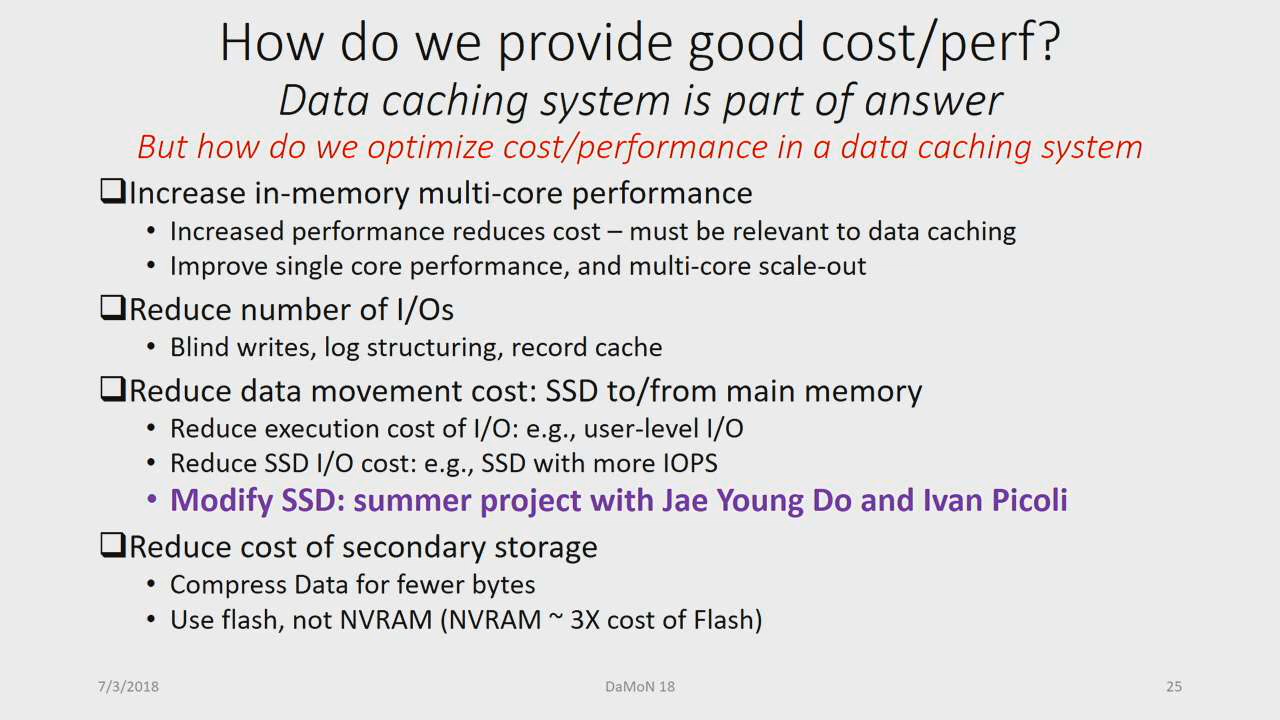 How do we provide good cost/perf?
Data caching system is part of answer
But how do we optimize cost/performance in a data caching system
❑Increase in-memory multi-core performance
• Increased performance reduces cost – must be relevant to data caching
• Improve single core performance, and multi-core scale-out
❑Reduce number of I/Os
• Blind writes, log structuring, record cache
❑Reduce data movement cost: SSD to/from main memory
• Reduce execution cost of I/O: e.g., user-level I/O
• Reduce SSD I/O cost: e.g., SSD with more IOPS
• Modify SSD: summer project with Jae Young Do and Ivan Picoli
❑Reduce cost of secondary storage
• Compress Data for fewer bytes
• Use flash, not NVRAM (NVRAM ~ 3X cost of Flash)
7/3/2018 DaMoN 18 25